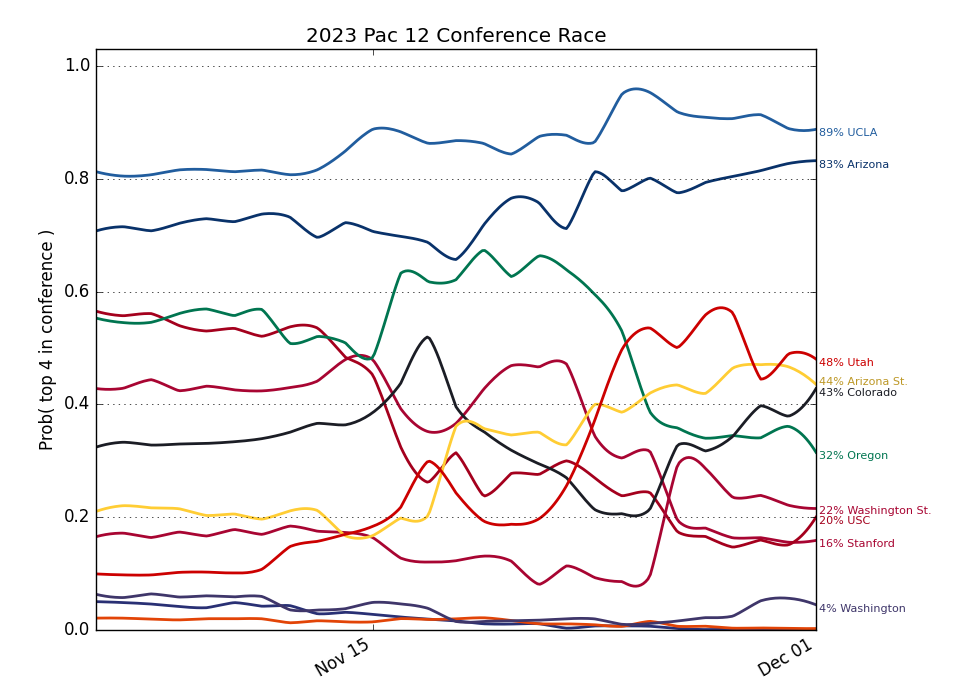 2023 Pac 12 Conference Race
Prob( top 4 in conference )
1.0
0.8
0.6
0.4
0.2
0.0
Nov 15
Dec 01
89% UCLA
83% Arizona
48% Utah
44% Arizona St.
43% Colorado
32% Oregon
22% Washington St.
20% USC
16% Stanford
4% Washington